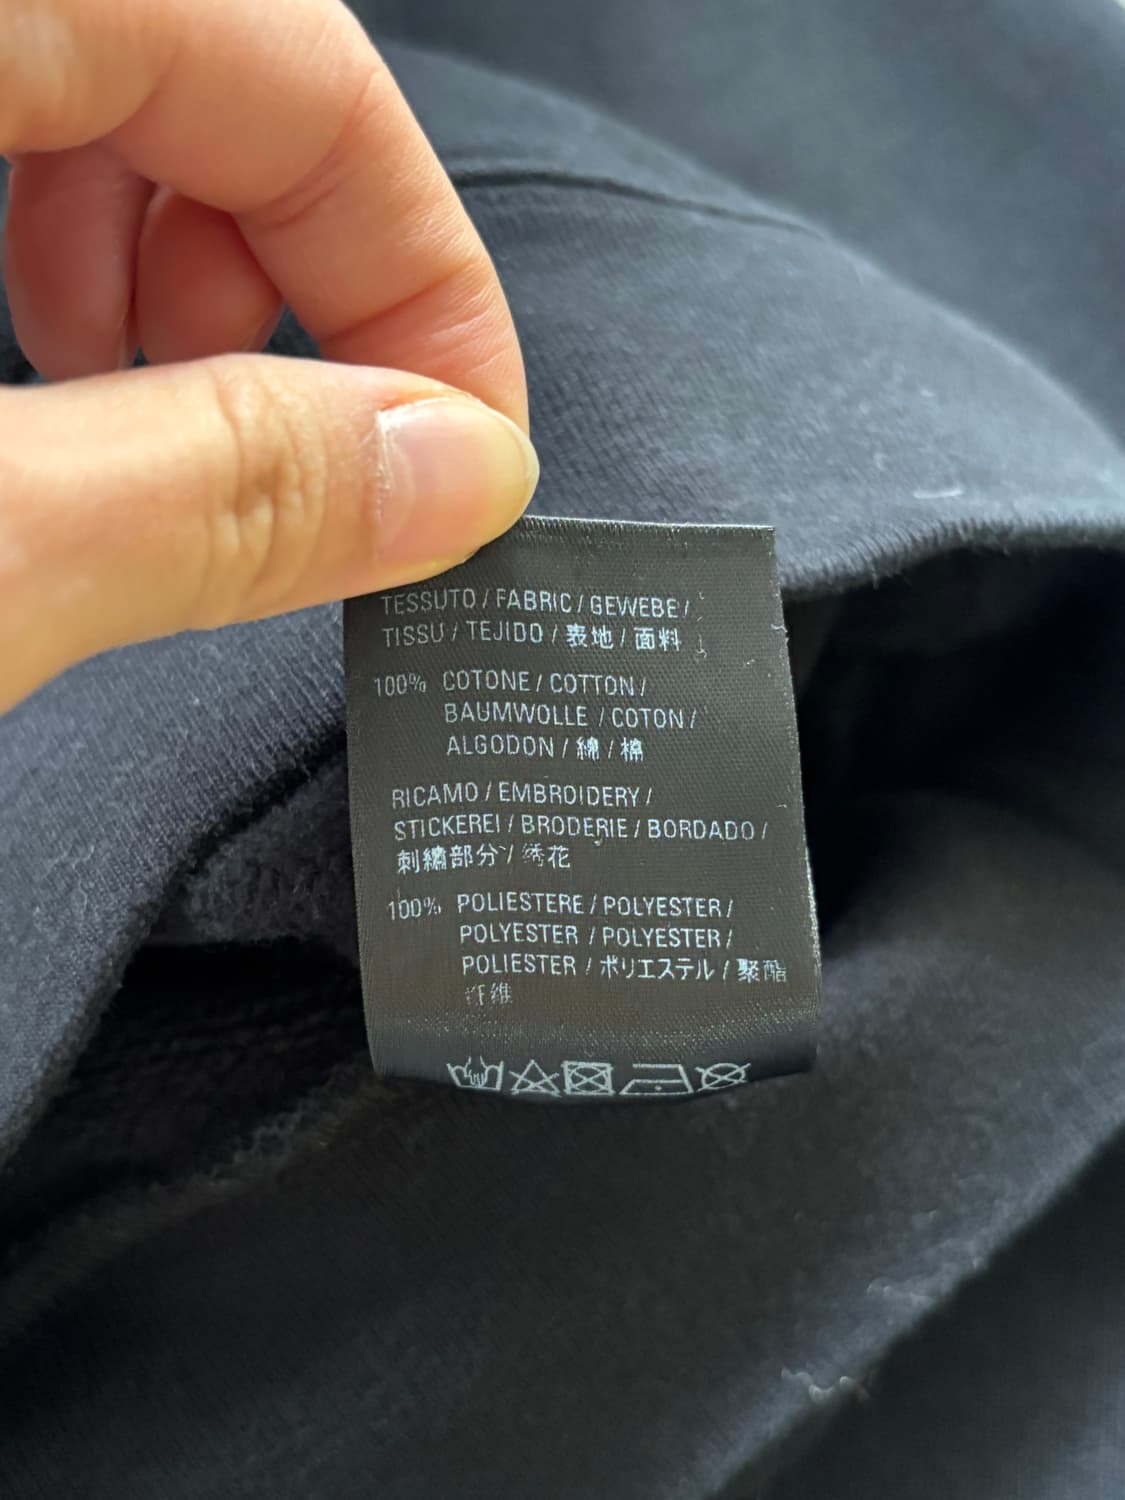 TESSUTO / FABRIC / GEWEBE /
TISSU / TEJIDO / 表地 / 面料
100% COTONE / COTTON /
BAUMWOLLE / COTON /
ALGODON / 綿 / 棉
RICAMO / EMBROIDERY /
STICKEREI / BRODERIE / BORDADO /
刺繍部分 / 绣花
100% POLIESTERE / POLYESTER /
POLYESTER / POLYESTER /
POLIESTER / ポリエステル / 聚酯
纤维